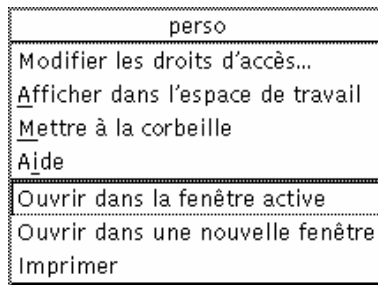 perso
Modifier les droits d'accès...
Afficher dans l'espace de travail
Mettre à la corbeille
Aide
Ouvrir dans la fenêtre active
Ouvrir dans une nouvelle fenêtre
Imprimer